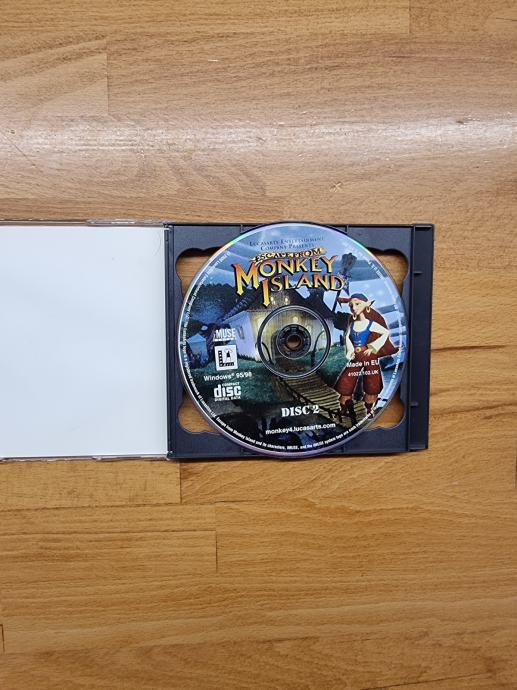 LUCASARTS ENTERTAINMENT
COMPANY PRESENTS
ESCAPE FROM
MONKEY
ISLAND
iMUSE
Windows® 95/98
COMPACT
disc
DIGITAL DATA
Made in EU
DISC 2
monkey4.lucasarts.com